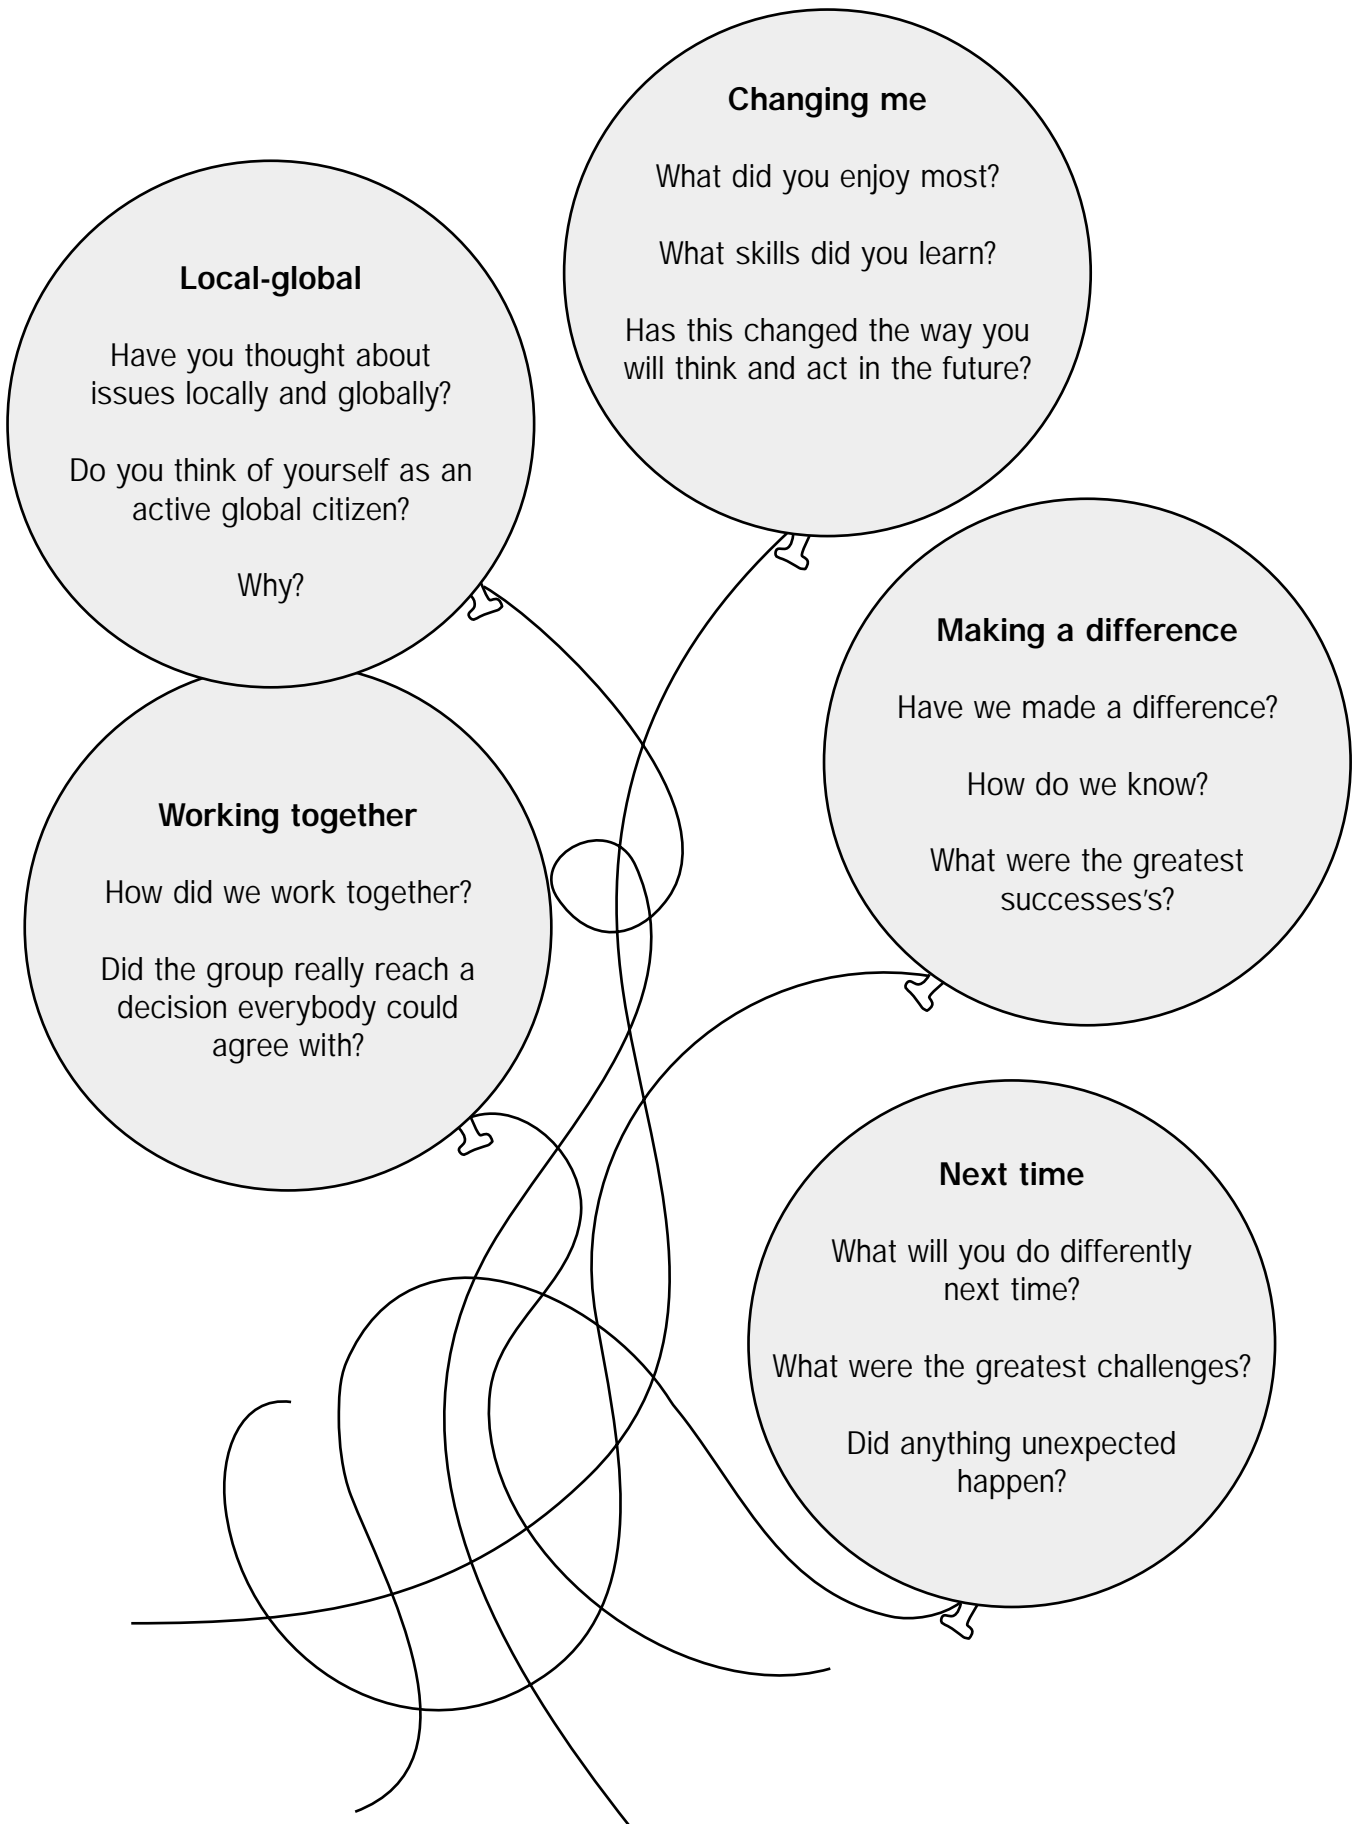 Changing me
What did you enjoy most?
What skills did you learn?
Has this changed the way you
will think and act in the future?
Local-global
Have you thought about
issues locally and globally?
Do you think of yourself as an
active global citizen?
Why?
Making a difference
Have we made a difference?
How do we know?
What were the greatest
successes's?
Working together
How did we work together?
Did the group really reach a
decision everybody could
agree with?
Next time
What will you do differently
next time?
What were the greatest challenges?
Did anything unexpected
happen?